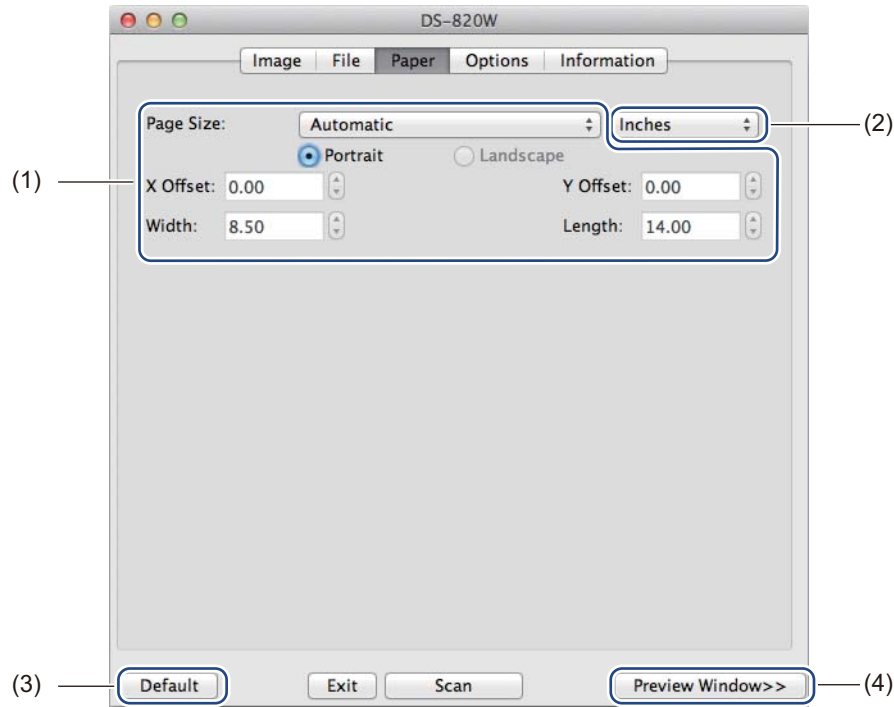 DS-820W
Image File Paper Options Information
Page Size: Automatic Inches (2)
Portrait Landscape
(1) X Offset: 0.00 Y Offset: 0.00
Width: 8.50 Length: 14.00
(3) Default Exit Scan Preview Window>> (4)